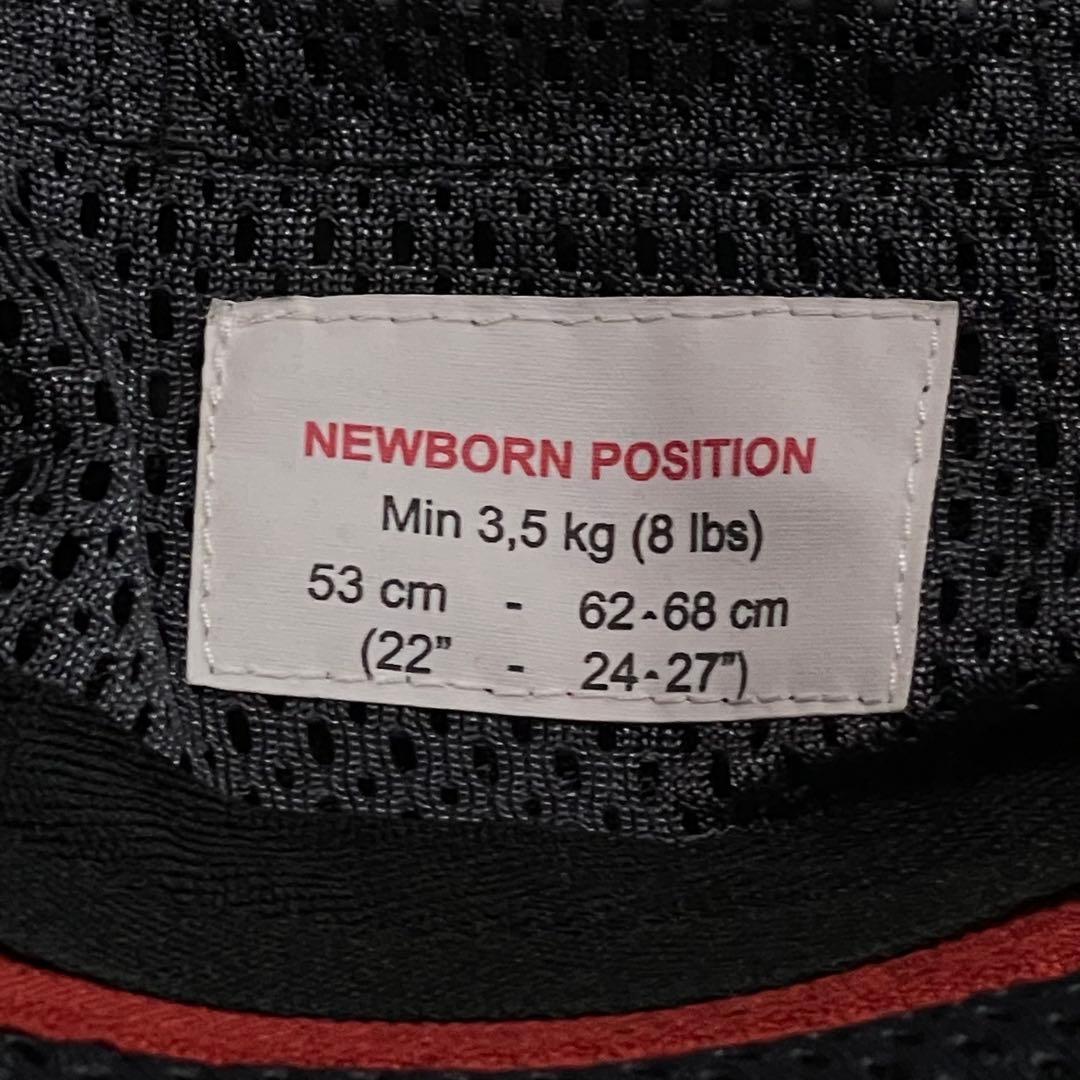 NEWBORN POSITION
Min 3,5 kg (8 lbs)
53 cm - 62-68 cm
(22” - 24-27”)